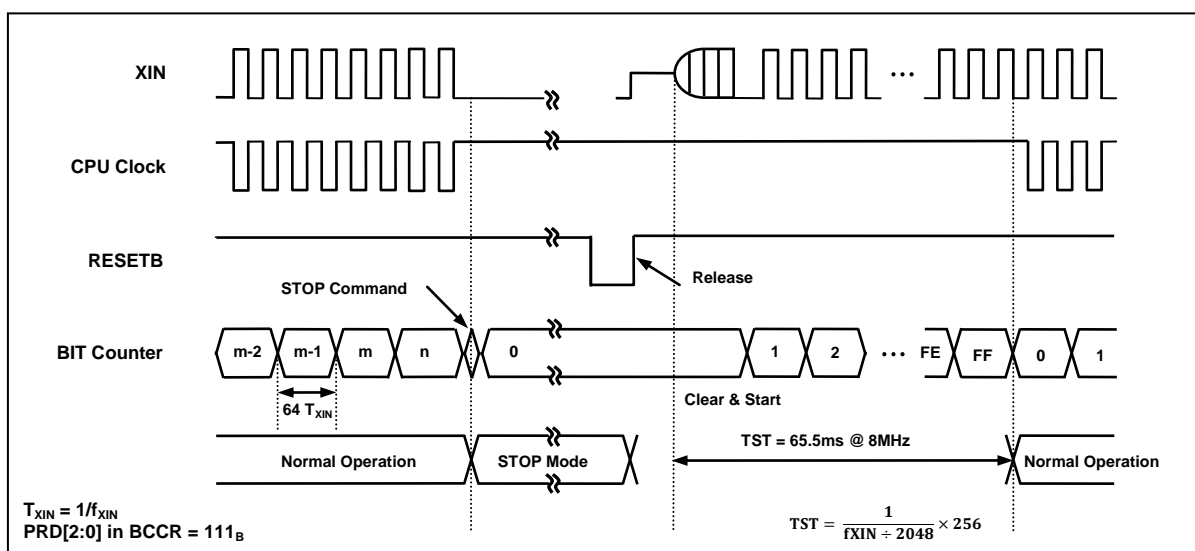 XIN
...
CPU Clock
RESETB
Release
STOP Command
BIT Counter
m-2 m-1 m n 0 1 2 ... FE FF 0 1
64 TXIN
Clear & Start
TST = 65.5ms @ 8MHz
Normal Operation STOP Mode Normal Operation
TXIN = 1/fXIN
PRD[2:0] in BCCR = 111B
TST = 1 / (fXIN ÷ 2048) × 256